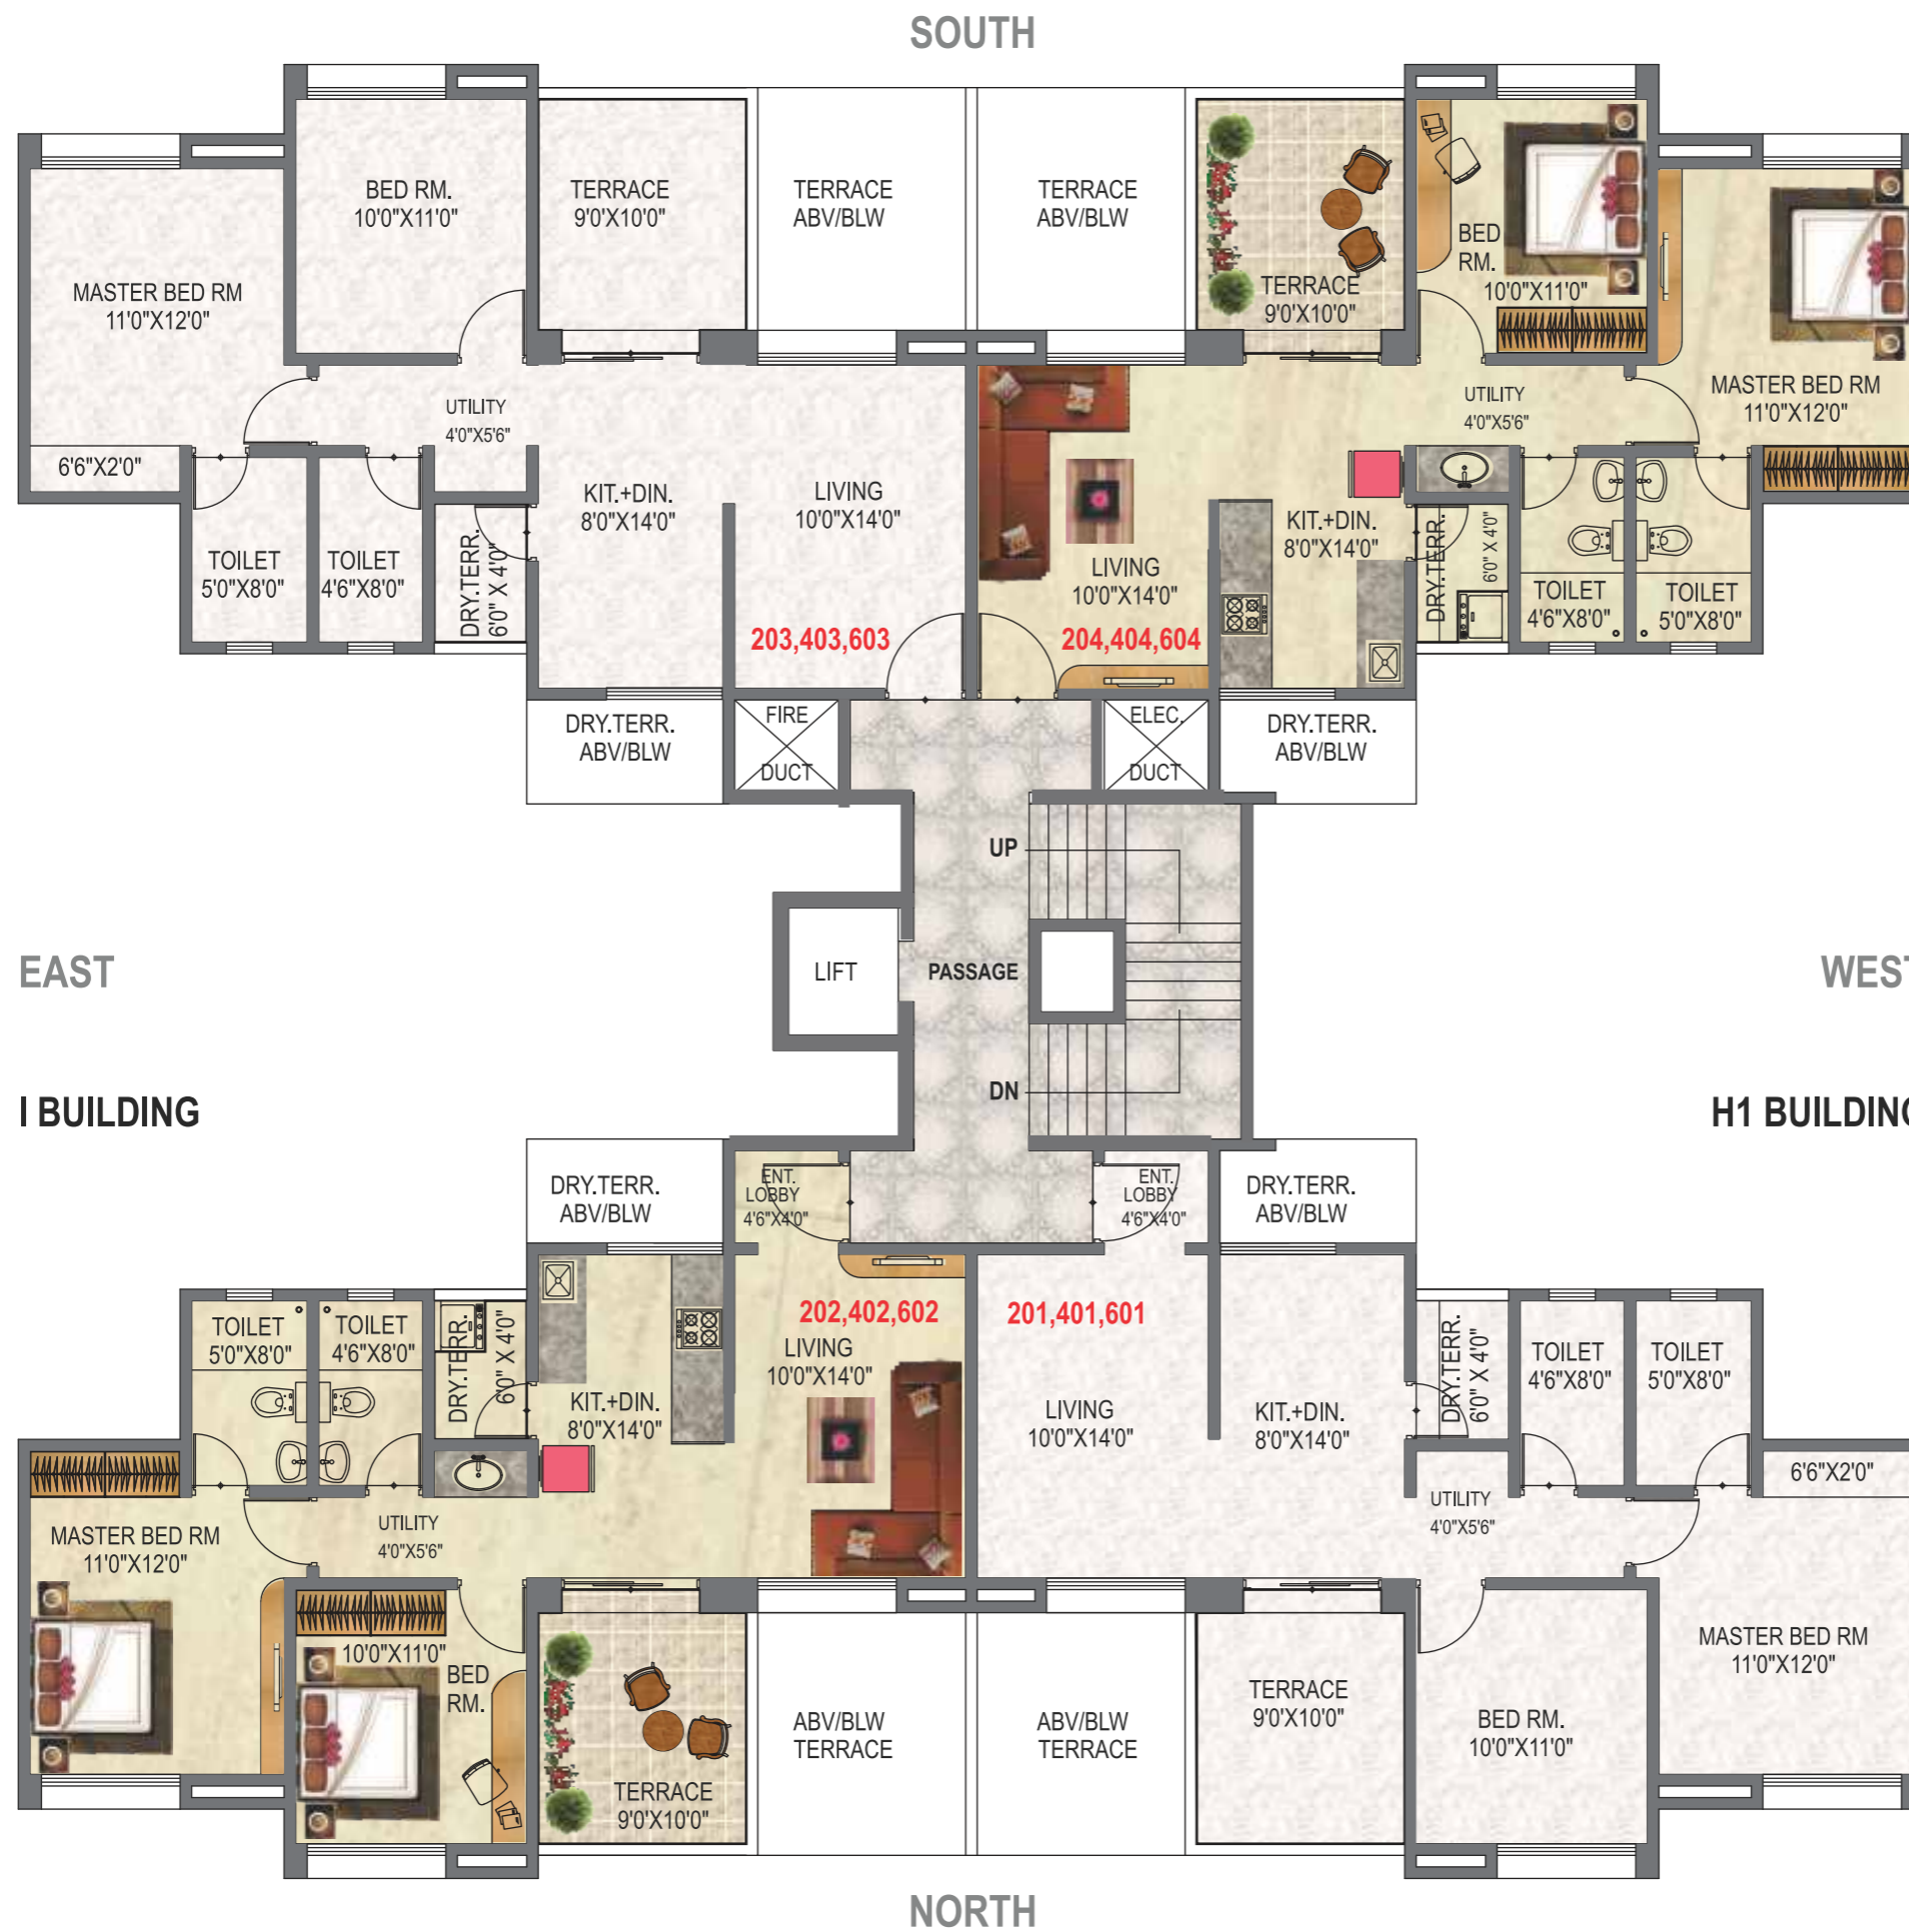 SOUTH
BED RM.
10'0"X11'0"
TERRACE
9'0'X10'0"
TERRACE
ABV/BLW
TERRACE
ABV/BLW
TERRACE
9'0'X10'0"
BED
RM.
10'0"X11'0"
MASTER BED RM
11'0"X12'0"
MASTER BED RM
11'0"X12'0"
UTILITY
4'0"X5'6"
UTILITY
4'0"X5'6"
6'6"X2'0"
TOILET
5'0"X8'0"
TOILET
4'6"X8'0"
DRY.TERR.
6'0" X 4'0"
KIT.+DIN.
8'0"X14'0"
LIVING
10'0"X14'0"
203,403,603
LIVING
10'0"X14'0"
204,404,604
KIT.+DIN.
8'0"X14'0"
DRY.TERR.
6'0" X 4'0"
TOILET
4'6"X8'0"
TOILET
5'0"X8'0"
DRY.TERR.
ABV/BLW
FIRE
DUCT
ELEC.
DUCT
DRY.TERR.
ABV/BLW
UP
EAST
LIFT
PASSAGE
WEST
DN
I BUILDING
H1 BUILDING
DRY.TERR.
ABV/BLW
ENT.
LOBBY
4'6"X4'0"
ENT.
LOBBY
4'6"X4'0"
DRY.TERR.
ABV/BLW
TOILET
5'0"X8'0"
TOILET
4'6"X8'0"
DRY.TERR.
6'0" X 4'0"
KIT.+DIN.
8'0"X14'0"
202,402,602
LIVING
10'0"X14'0"
201,401,601
LIVING
10'0"X14'0"
KIT.+DIN.
8'0"X14'0"
DRY.TERR.
6'0" X 4'0"
TOILET
4'6"X8'0"
TOILET
5'0"X8'0"
6'6"X2'0"
MASTER BED RM
11'0"X12'0"
UTILITY
4'0"X5'6"
UTILITY
4'0"X5'6"
10'0"X11'0"
BED
RM.
TERRACE
9'0'X10'0"
ABV/BLW
TERRACE
ABV/BLW
TERRACE
TERRACE
9'0'X10'0"
BED RM.
10'0"X11'0"
MASTER BED RM
11'0"X12'0"
NORTH